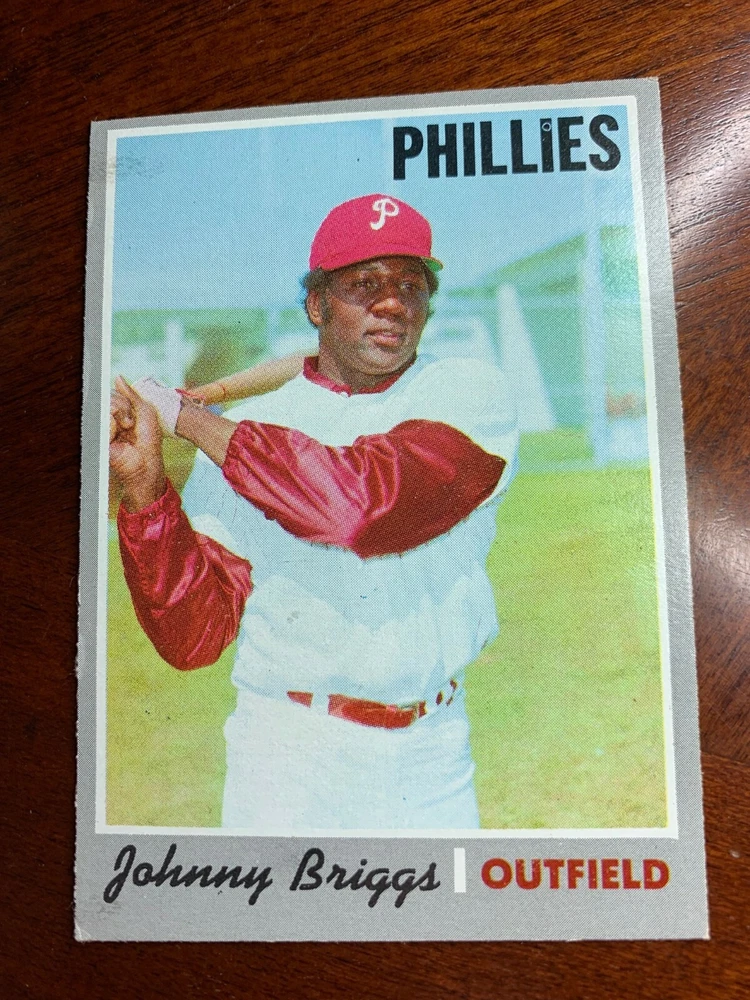 PHILLIES
P
Johnny Briggs | OUTFIELD